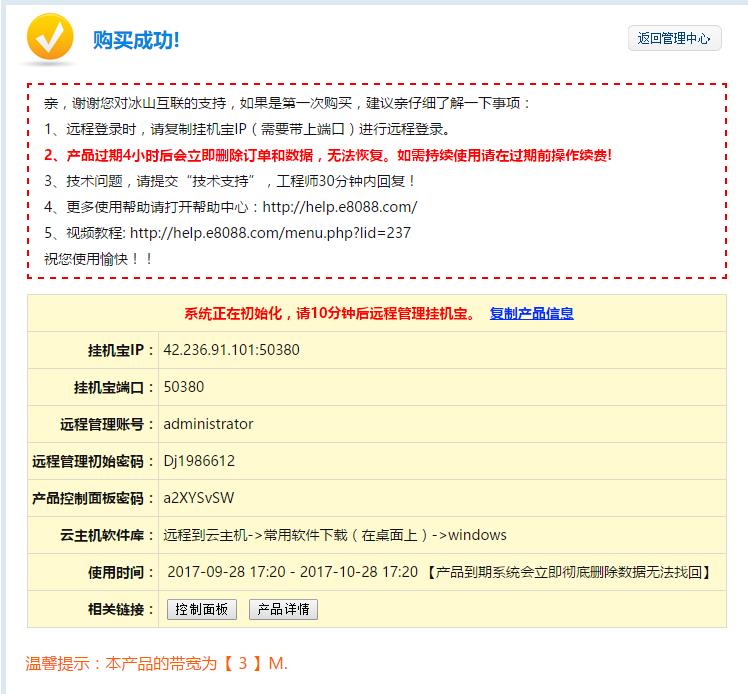 购买成功!
返回管理中心
亲，谢谢您对冰山互联的支持，如果是第一次购买，建议亲仔细了解一下事项：
1、远程登录时，请复制挂机宝IP（需要带上端口）进行远程登录。
2、产品过期4小时后会立即删除订单和数据，无法恢复。如需持续使用请在过期前操作续费!
3、技术问题，请提交“技术支持”，工程师30分钟内回复！
4、更多使用帮助请打开帮助中心：http://help.e8088.com/
5、视频教程: http://help.e8088.com/menu.php?lid=237
祝您使用愉快！！
系统正在初始化，请10分钟后远程管理挂机宝。 复制产品信息
挂机宝IP： 42.236.91.101:50380
挂机宝端口： 50380
远程管理账号： administrator
远程管理初始密码： Dj1986612
产品控制面板密码： a2XYSvSW
云主机软件库： 远程到云主机->常用软件下载（在桌面上）->windows
使用时间： 2017-09-28 17:20 - 2017-10-28 17:20 【产品到期系统会立即彻底删除数据无法找回】
相关链接： 控制面板 产品详情
温馨提示：本产品的带宽为【 3 】M.